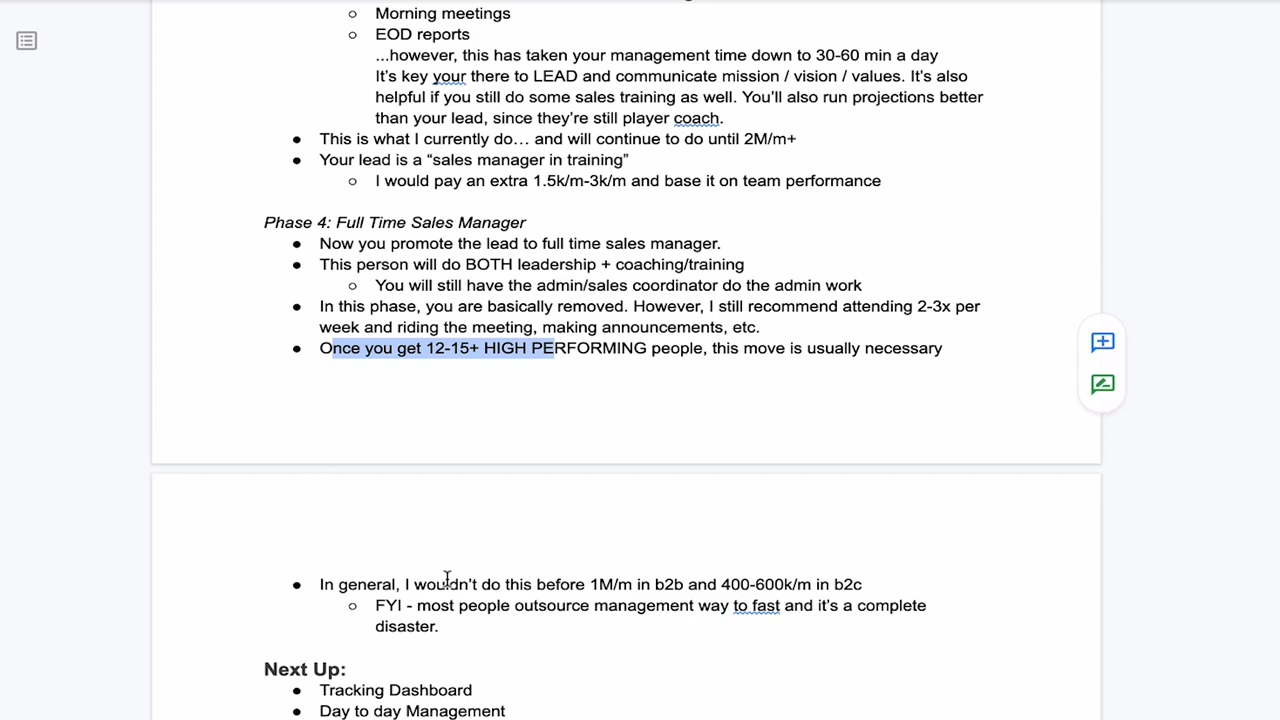 Morning meetings
EOD reports
...however, this has taken your management time down to 30-60 min a day
It's key your there to LEAD and communicate mission / vision / values. It's also
helpful if you still do some sales training as well. You'll also run projections better
than your lead, since they're still player coach.
This is what I currently do… and will continue to do until 2M/m+
Your lead is a “sales manager in training”
I would pay an extra 1.5k/m-3k/m and base it on team performance
Phase 4: Full Time Sales Manager
Now you promote the lead to full time sales manager.
This person will do BOTH leadership + coaching/training
You will still have the admin/sales coordinator do the admin work
In this phase, you are basically removed. However, I still recommend attending 2-3x per
week and riding the meeting, making announcements, etc.
Once you get 12-15+ HIGH PERFORMING people, this move is usually necessary
In general, I wouldn't do this before 1M/m in b2b and 400-600k/m in b2c
FYI - most people outsource management way to fast and it's a complete
disaster.
Next Up:
Tracking Dashboard
Day to day Management